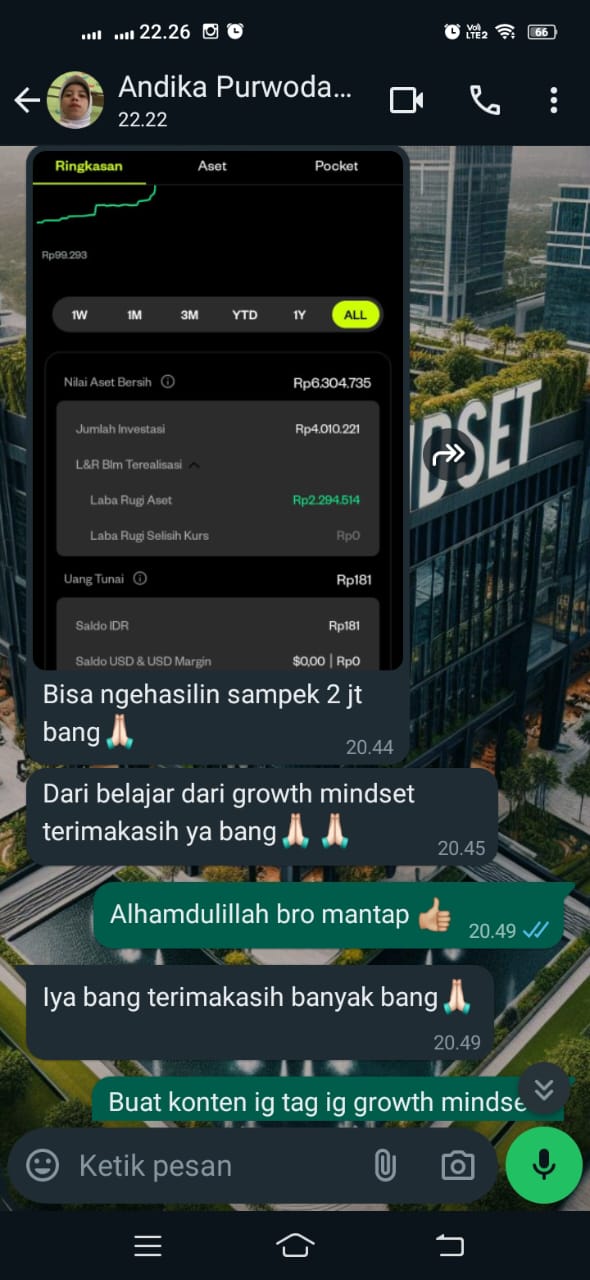 22.26
Vo)
LTE2
66
Andika Purwoda...
22.22
Ringkasan Aset Pocket
Rp99.293
1W 1M 3M YTD 1Y ALL
Nilai Aset Bersih Rp6.304.735
Jumlah Investasi Rp4.010.221
L&R Blm Terealisasi
Laba Rugi Aset Rp2.294.514
Laba Rugi Selisih Kurs Rp0
Uang Tunai Rp181
Saldo IDR Rp181
Saldo USD & USD Margin $0,00 | Rp0
DSET
Bisa ngehasilin sampek 2 jt
bang🙏🏻
20.44
Dari belajar dari growth mindset
terimakasih ya bang🙏🏻 🙏🏻
20.45
Alhamdulillah bro mantap 👍🏼
20.49
Iya bang terimakasih banyak bang🙏🏻
20.49
Buat konten ig tag ig growth mindse
Ketik pesan